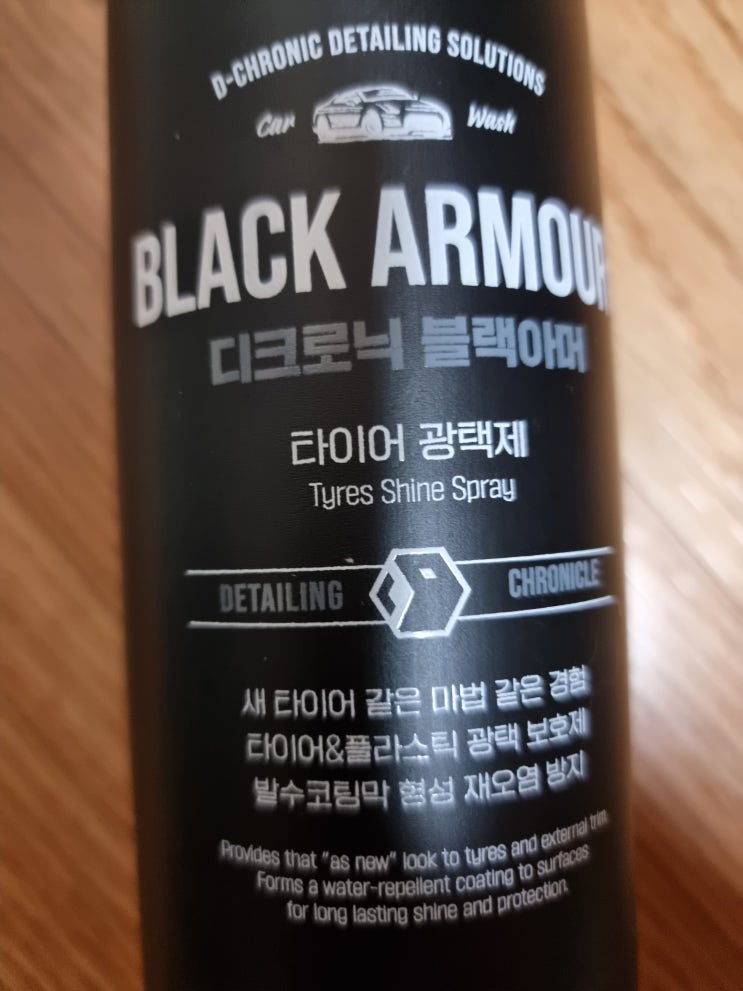 D-CHRONIC DETAILING SOLUTIONS
Car Wash
BLACK ARMOUR
디크로닉 블랙아머
타이어 광택제
Tyres Shine Spray
DETAILING CHRONICLE
새 타이어 같은 마법 같은 경험
타이어&플라스틱 광택 보호제
발수코팅막 형성 재오염 방지
Provides that "as new" look to tyres and external trim
Forms a water-repellent coating to surfaces
for long lasting shine and protection.